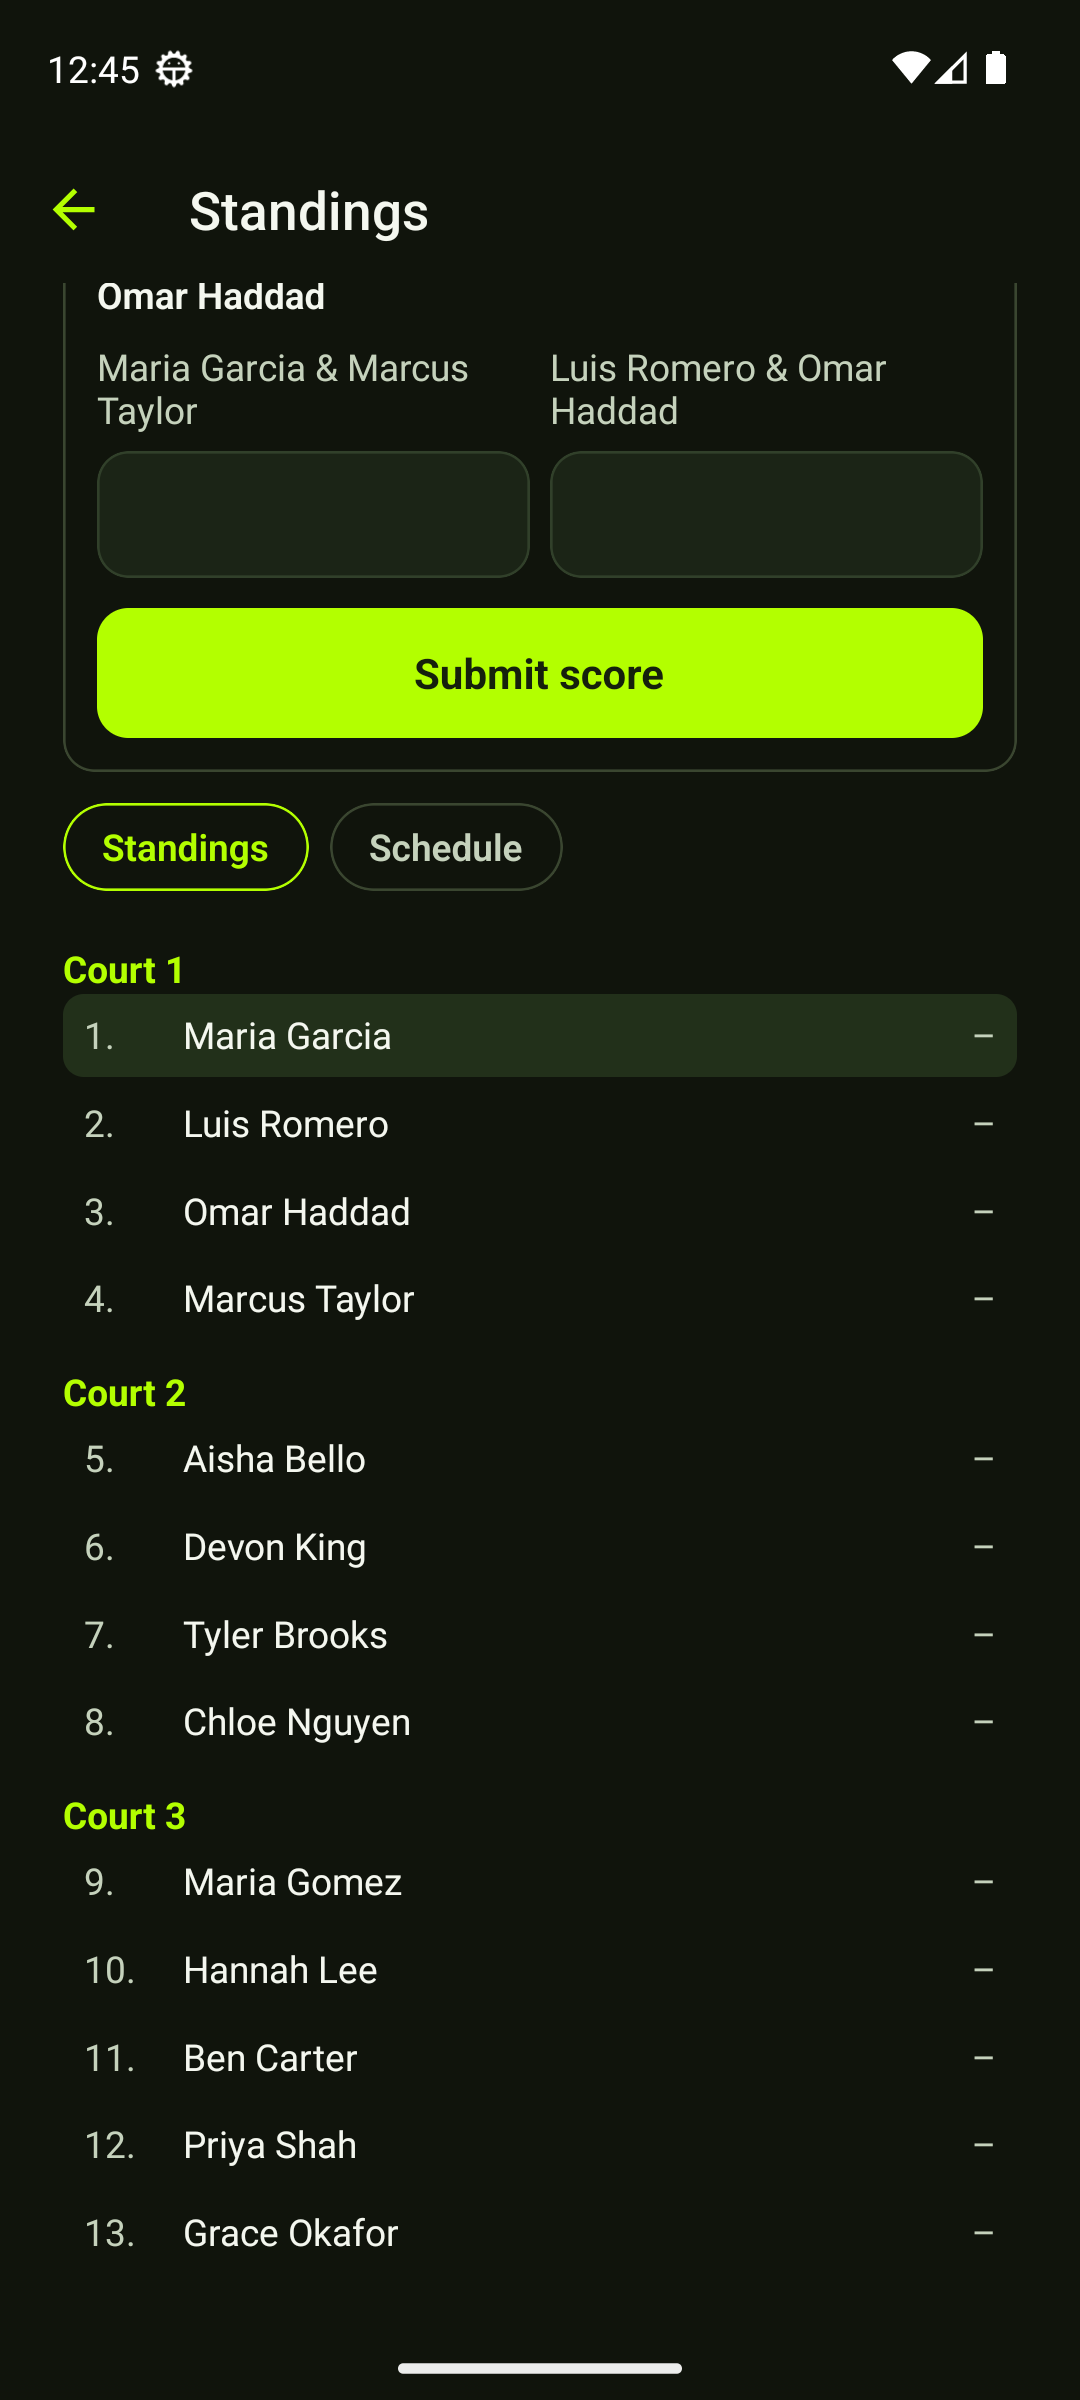 12:45
Standings
Omar Haddad
Maria Garcia & Marcus
Taylor
Luis Romero & Omar
Haddad
Submit score
Standings
Schedule
Court 1
1. Maria Garcia –
2. Luis Romero –
3. Omar Haddad –
4. Marcus Taylor –
Court 2
5. Aisha Bello –
6. Devon King –
7. Tyler Brooks –
8. Chloe Nguyen –
Court 3
9. Maria Gomez –
10. Hannah Lee –
11. Ben Carter –
12. Priya Shah –
13. Grace Okafor –